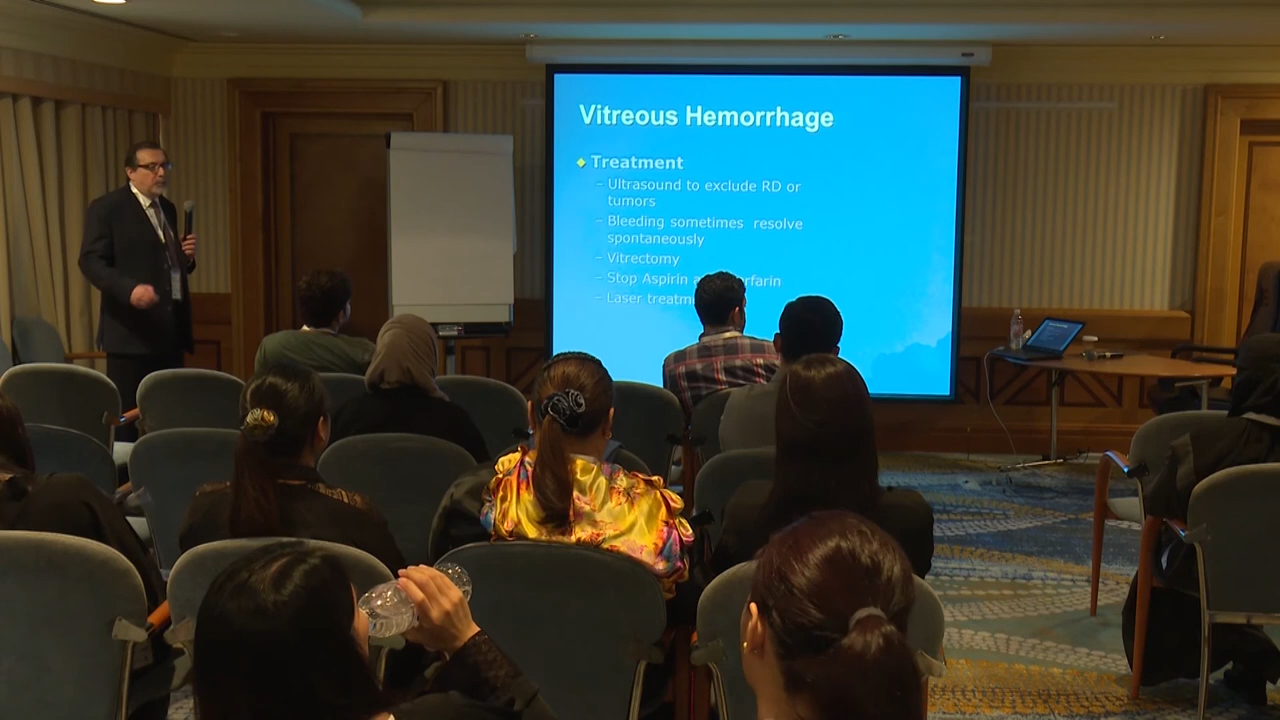 Vitreous Hemorrhage
Treatment
– Ultrasound to exclude RD or
tumors
– Bleeding sometimes resolve
spontaneously
– Vitrectomy
– Stop Aspirin
– Laser